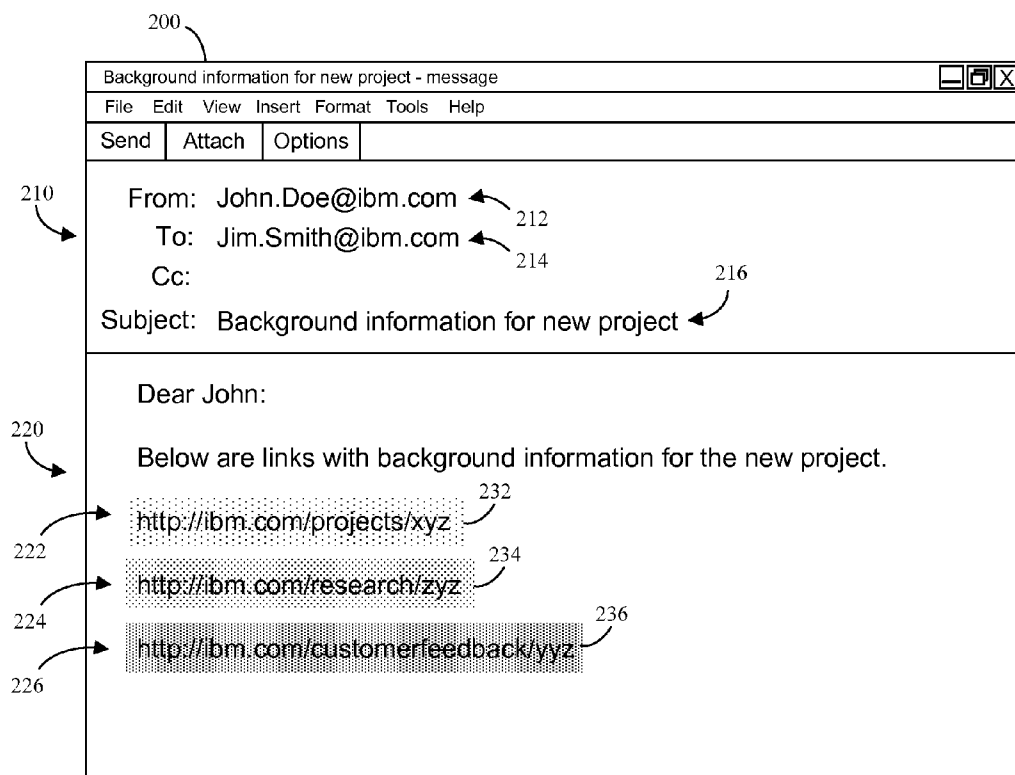 200
Background information for new project - message X
File Edit View Insert Format Tools Help
Send Attach Options
210
From: John.Doe@ibm.com
212
To: Jim.Smith@ibm.com
214
Cc:
216
Subject: Background information for new project
Dear John:
220
Below are links with background information for the new project.
232
http://ibm.com/projects/xyz
222
234
http://ibm.com/research/zyz
224
236
http://ibm.com/customerfeedback/yyz
226